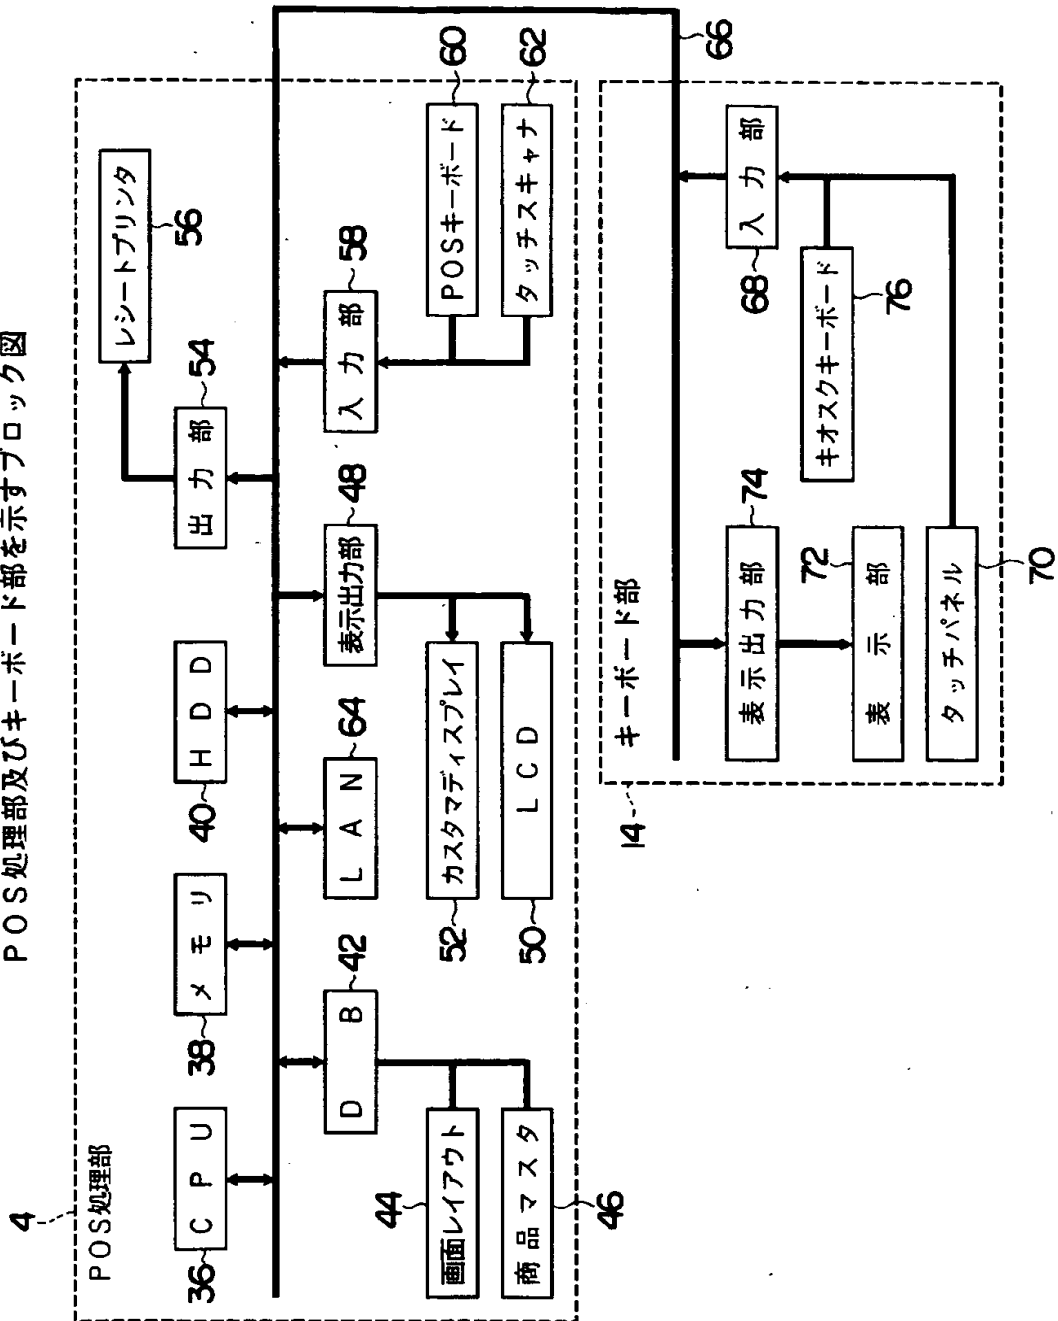 POS処理部及びキーボード部を示すブロック図
4
POS処理部
CPU
36
メモリ
38
HDD
40
出力部
54
レシートプリンタ
56
DB
42
画面レイアウト
44
商品マスタ
46
LAN
64
表示出力部
48
カスタマディスプレイ
52
LCD
50
入力部
58
POSキーボード
60
タッチスキャナ
62
66
14
キーボード部
表示出力部
74
表示部
72
タッチパネル
70
入力部
68
キオスクキーボード
76